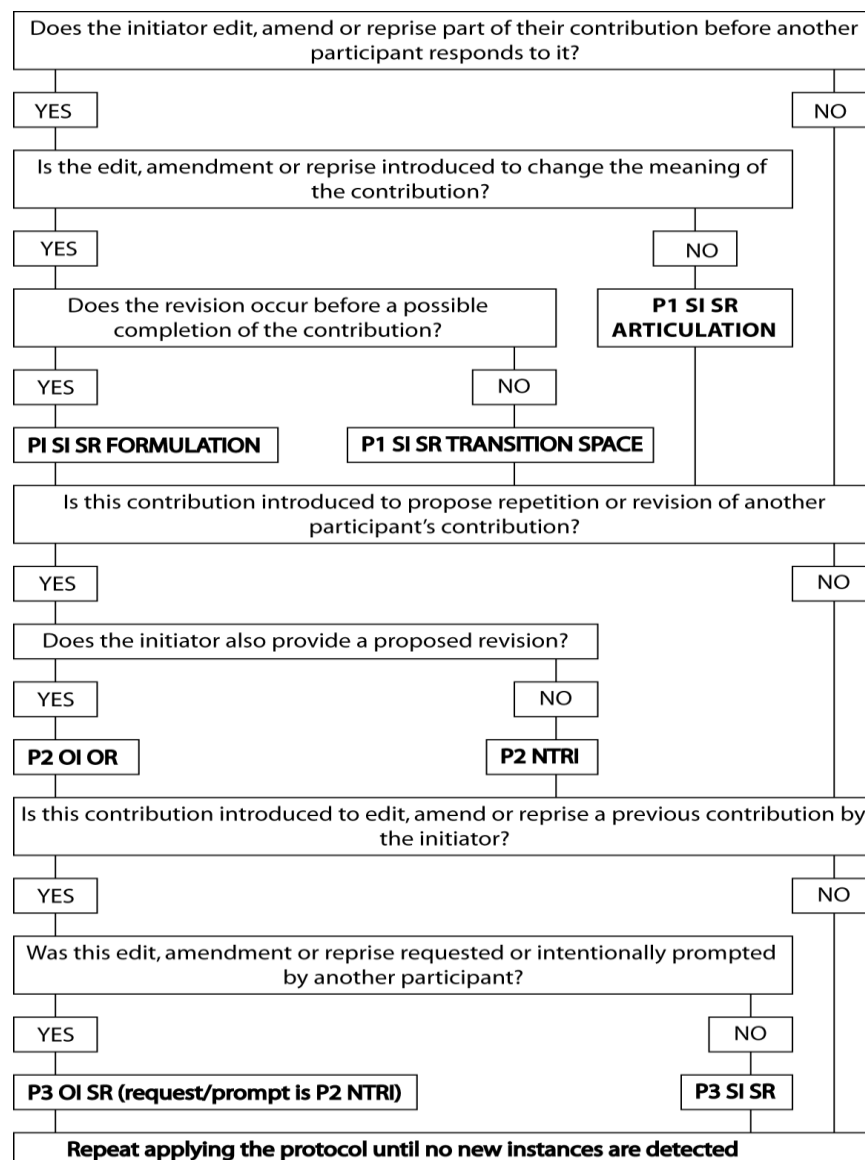 Does the initiator edit, amend or reprise part of their contribution before another
participant responds to it?
YES
NO
Is the edit, amendment or reprise introduced to change the meaning of
the contribution?
YES
NO
Does the revision occur before a possible
completion of the contribution?
P1 SI SR
ARTICULATION
YES
NO
PI SI SR FORMULATION
P1 SI SR TRANSITION SPACE
Is this contribution introduced to propose repetition or revision of another
participant's contribution?
YES
NO
Does the initiator also provide a proposed revision?
YES
NO
P2 OI OR
P2 NTRI
Is this contribution introduced to edit, amend or reprise a previous contribution by
the initiator?
YES
NO
Was this edit, amendment or reprise requested or intentionally prompted
by another participant?
YES
NO
P3 OI SR (request/prompt is P2 NTRI)
P3 SI SR
Repeat applying the protocol until no new instances are detected